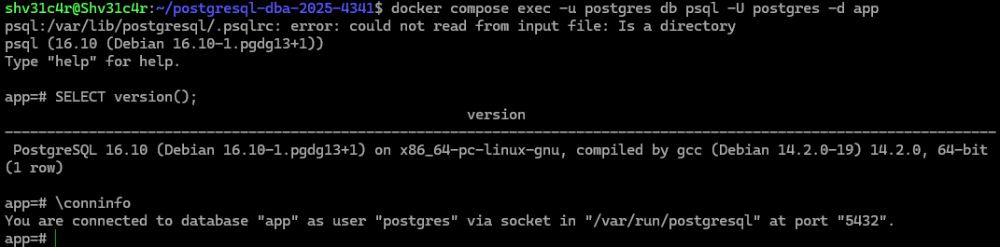 shv31c4r@Shv31c4r:~/postgresql-dba-2025-4341$ docker compose exec -u postgres db psql -U postgres -d app
psql:/var/lib/postgresql/.psqlrc: error: could not read from input file: Is a directory
psql (16.10 (Debian 16.10-1.pgdg13+1))
Type "help" for help.
app=# SELECT version();
version
--------------------------------------------------------------------------------------------------------------------
PostgreSQL 16.10 (Debian 16.10-1.pgdg13+1) on x86_64-pc-linux-gnu, compiled by gcc (Debian 14.2.0-19) 14.2.0, 64-bit
(1 row)
app=# \conninfo
You are connected to database "app" as user "postgres" via socket in "/var/run/postgresql" at port "5432".
app=#